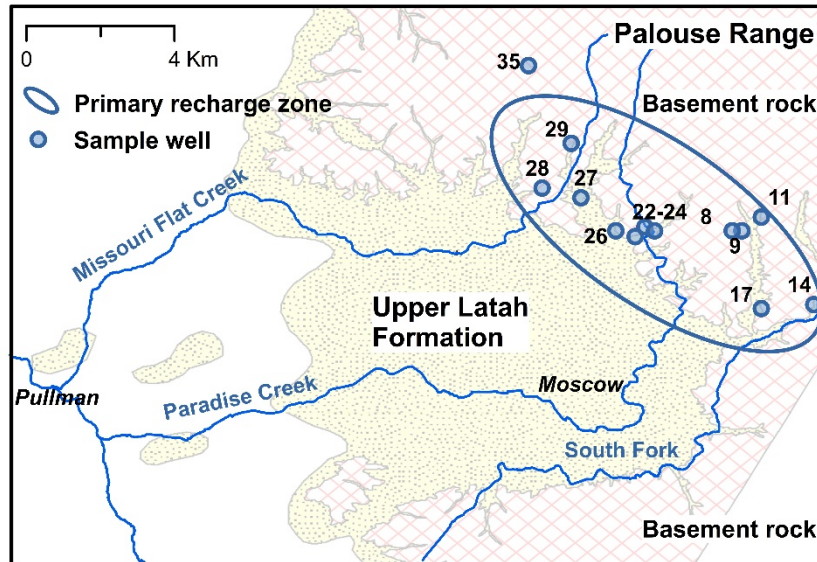 0 4 Km
Primary recharge zone
Sample well
Palouse Range
Basement rock
35
29
28
27
22-24
26
8
9
11
17
14
Missouri Flat Creek
Upper Latah
Formation
Pullman
Paradise Creek
Moscow
South Fork
Basement rock